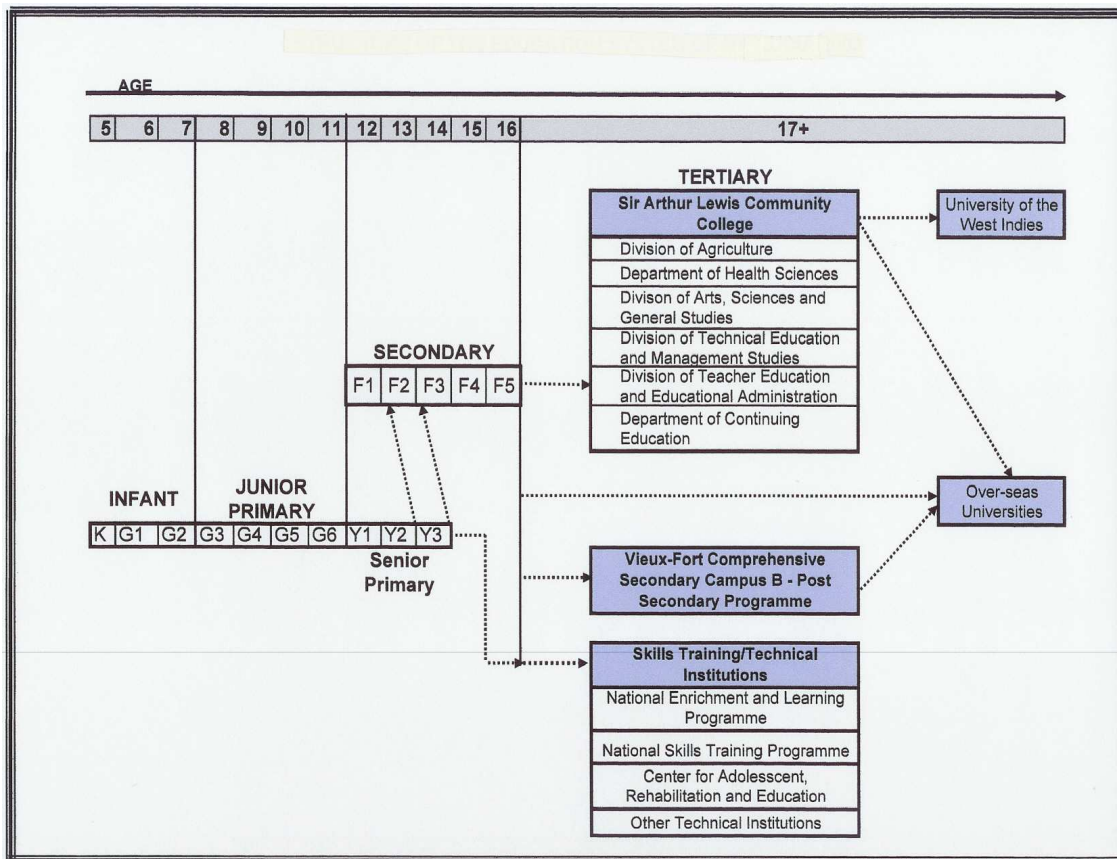 AGE
5 6 7 8 9 10 11 12 13 14 15 16 17+
TERTIARY
Sir Arthur Lewis Community
College
Division of Agriculture
Department of Health Sciences
Divison of Arts, Sciences and
General Studies
Division of Technical Education
and Management Studies
Division of Teacher Education
and Educational Administration
Department of Continuing
Education
University of the
West Indies
SECONDARY
F1 F2 F3 F4 F5
INFANT
JUNIOR
PRIMARY
K G1 G2 G3 G4 G5 G6 Y1 Y2 Y3
Senior
Primary
Over-seas
Universities
Vieux-Fort Comprehensive
Secondary Campus B - Post
Secondary Programme
Skills Training/Technical
Institutions
National Enrichment and Learning
Programme
National Skills Training Programme
Center for Adolesscent,
Rehabilitation and Education
Other Technical Institutions